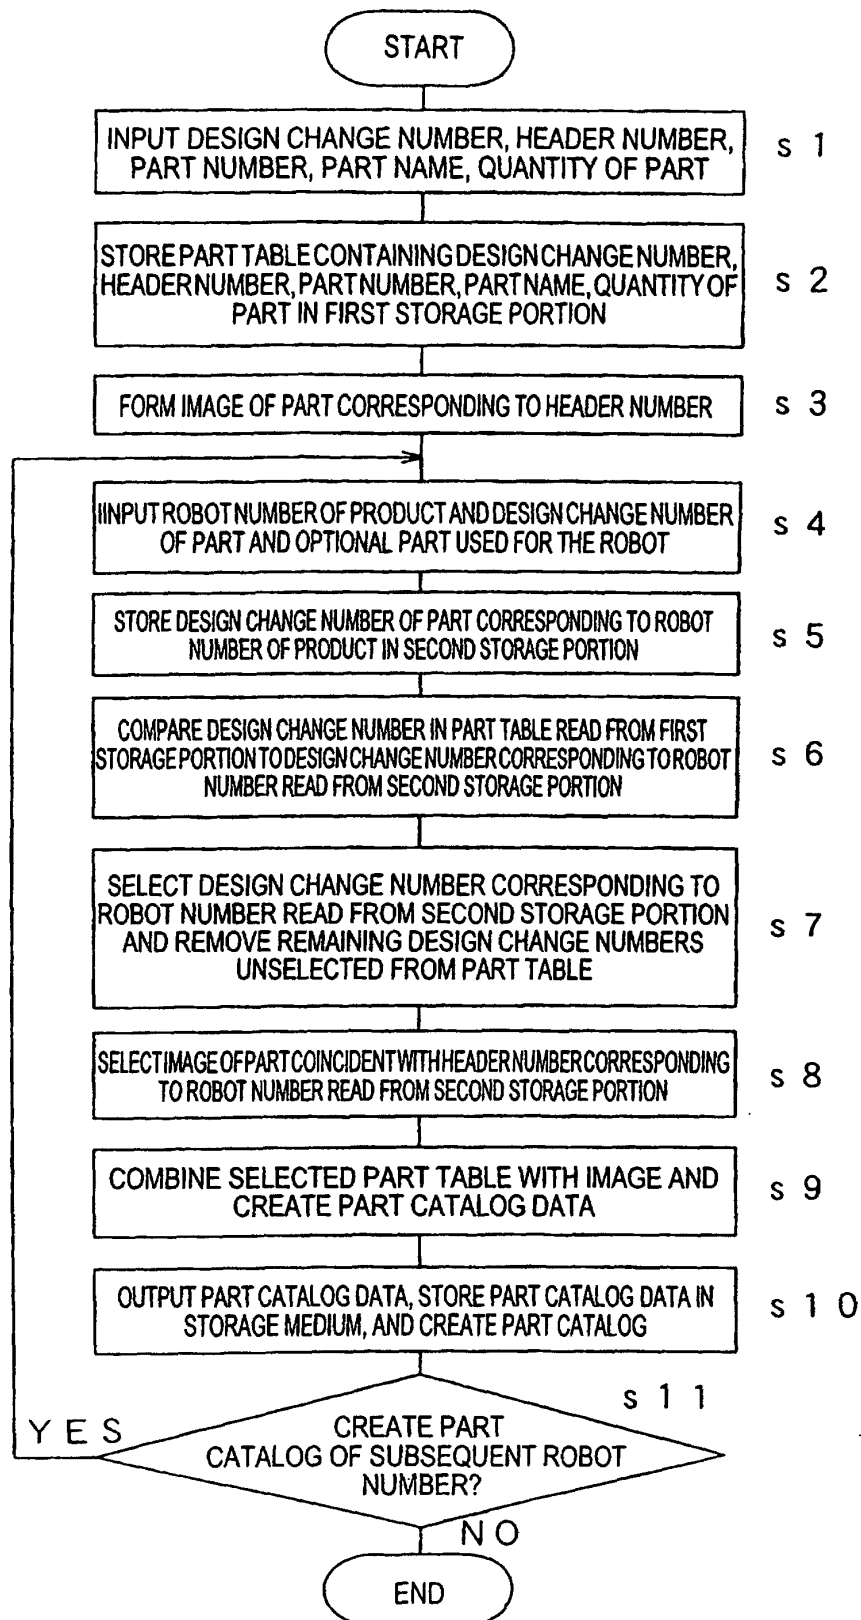 START
INPUT DESIGN CHANGE NUMBER, HEADER NUMBER,
PART NUMBER, PART NAME, QUANTITY OF PART
s 1
STORE PART TABLE CONTAINING DESIGN CHANGE NUMBER,
HEADER NUMBER, PART NUMBER, PART NAME, QUANTITY OF
PART IN FIRST STORAGE PORTION
s 2
FORM IMAGE OF PART CORRESPONDING TO HEADER NUMBER
s 3
IINPUT ROBOT NUMBER OF PRODUCT AND DESIGN CHANGE NUMBER
OF PART AND OPTIONAL PART USED FOR THE ROBOT
s 4
STORE DESIGN CHANGE NUMBER OF PART CORRESPONDING TO ROBOT
NUMBER OF PRODUCT IN SECOND STORAGE PORTION
s 5
COMPARE DESIGN CHANGE NUMBER IN PART TABLE READ FROM FIRST
STORAGE PORTION TO DESIGN CHANGE NUMBER CORRESPONDING TO ROBOT
NUMBER READ FROM SECOND STORAGE PORTION
s 6
SELECT DESIGN CHANGE NUMBER CORRESPONDING TO
ROBOT NUMBER READ FROM SECOND STORAGE PORTION
AND REMOVE REMAINING DESIGN CHANGE NUMBERS
UNSELECTED FROM PART TABLE
s 7
SELECT IMAGE OF PART COINCIDENT WITH HEADER NUMBER CORRESPONDING
TO ROBOT NUMBER READ FROM SECOND STORAGE PORTION
s 8
COMBINE SELECTED PART TABLE WITH IMAGE AND
CREATE PART CATALOG DATA
s 9
OUTPUT PART CATALOG DATA, STORE PART CATALOG DATA IN
STORAGE MEDIUM, AND CREATE PART CATALOG
s 1 0
s 1 1
YES
CREATE PART
CATALOG OF SUBSEQUENT ROBOT
NUMBER?
NO
END